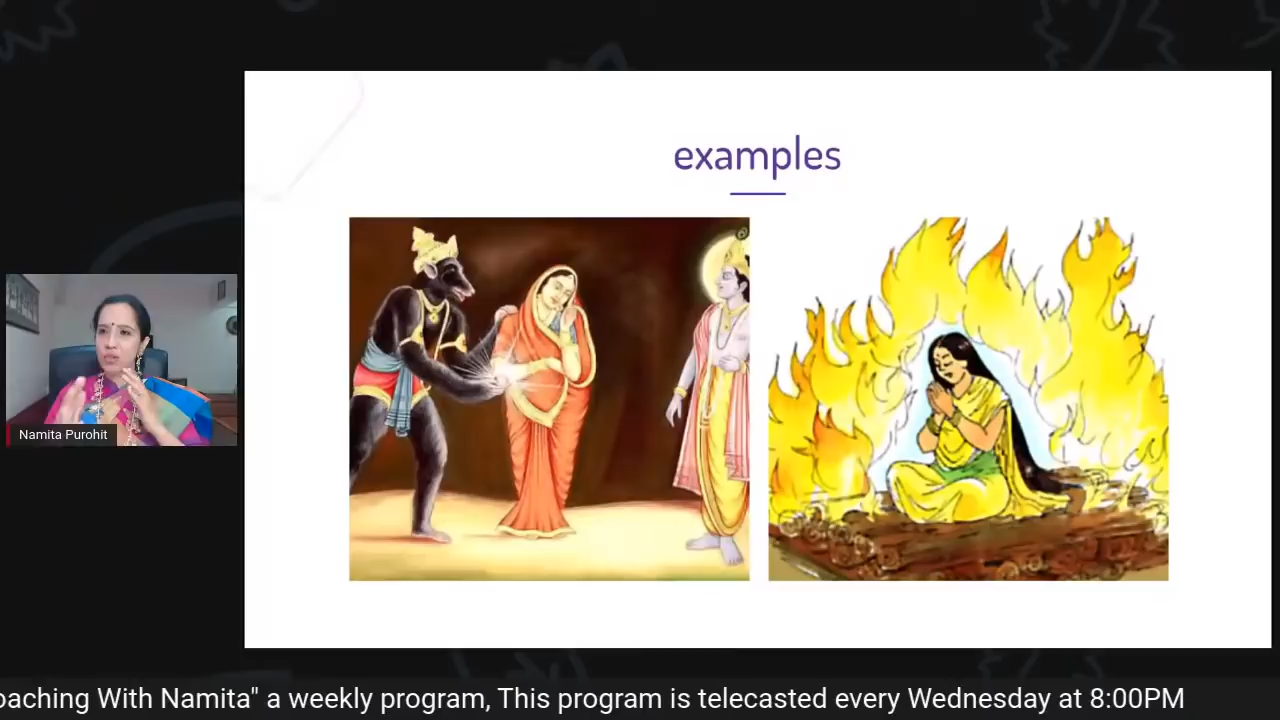 examples
Namita Purohit
oaching With Namita" a weekly program, This program is telecasted every Wednesday at 8:00PM